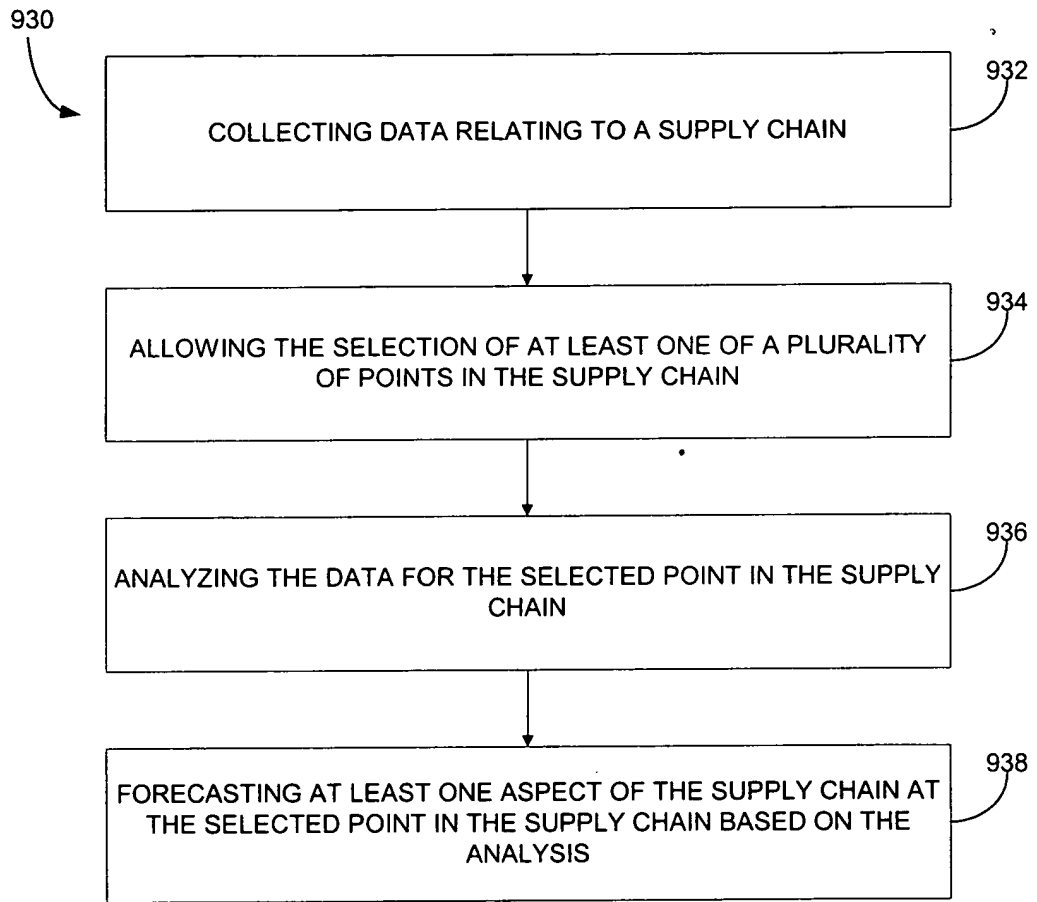 930
932
COLLECTING DATA RELATING TO A SUPPLY CHAIN
934
ALLOWING THE SELECTION OF AT LEAST ONE OF A PLURALITY
OF POINTS IN THE SUPPLY CHAIN
936
ANALYZING THE DATA FOR THE SELECTED POINT IN THE SUPPLY
CHAIN
938
FORECASTING AT LEAST ONE ASPECT OF THE SUPPLY CHAIN AT
THE SELECTED POINT IN THE SUPPLY CHAIN BASED ON THE
ANALYSIS